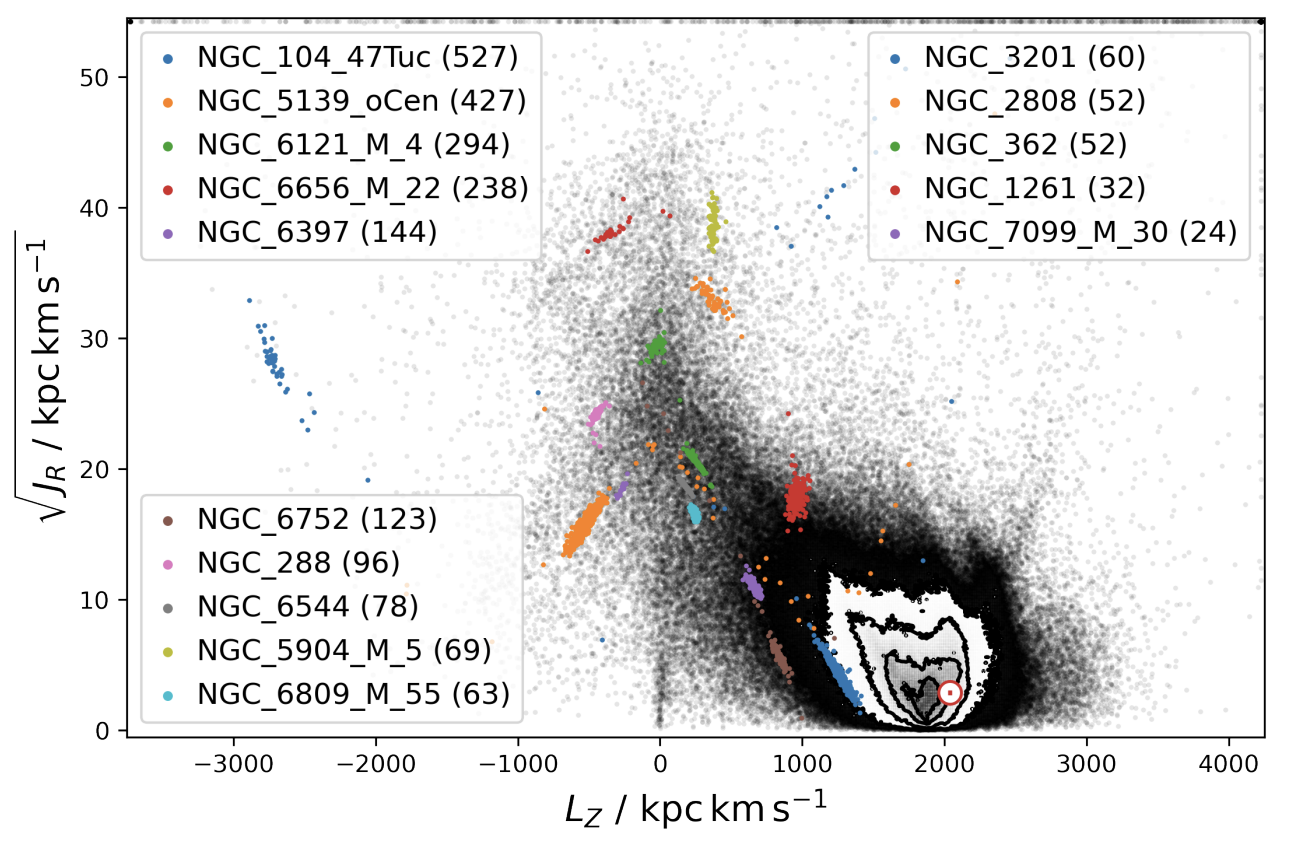 50
40
30
20
10
0
√J_R / kpc km s⁻¹
NGC_104_47Tuc (527)
NGC_5139_oCen (427)
NGC_6121_M_4 (294)
NGC_6656_M_22 (238)
NGC_6397 (144)
NGC_3201 (60)
NGC_2808 (52)
NGC_362 (52)
NGC_1261 (32)
NGC_7099_M_30 (24)
NGC_6752 (123)
NGC_288 (96)
NGC_6544 (78)
NGC_5904_M_5 (69)
NGC_6809_M_55 (63)
−3000 −2000 −1000 0 1000 2000 3000 4000
L_Z / kpc km s⁻¹